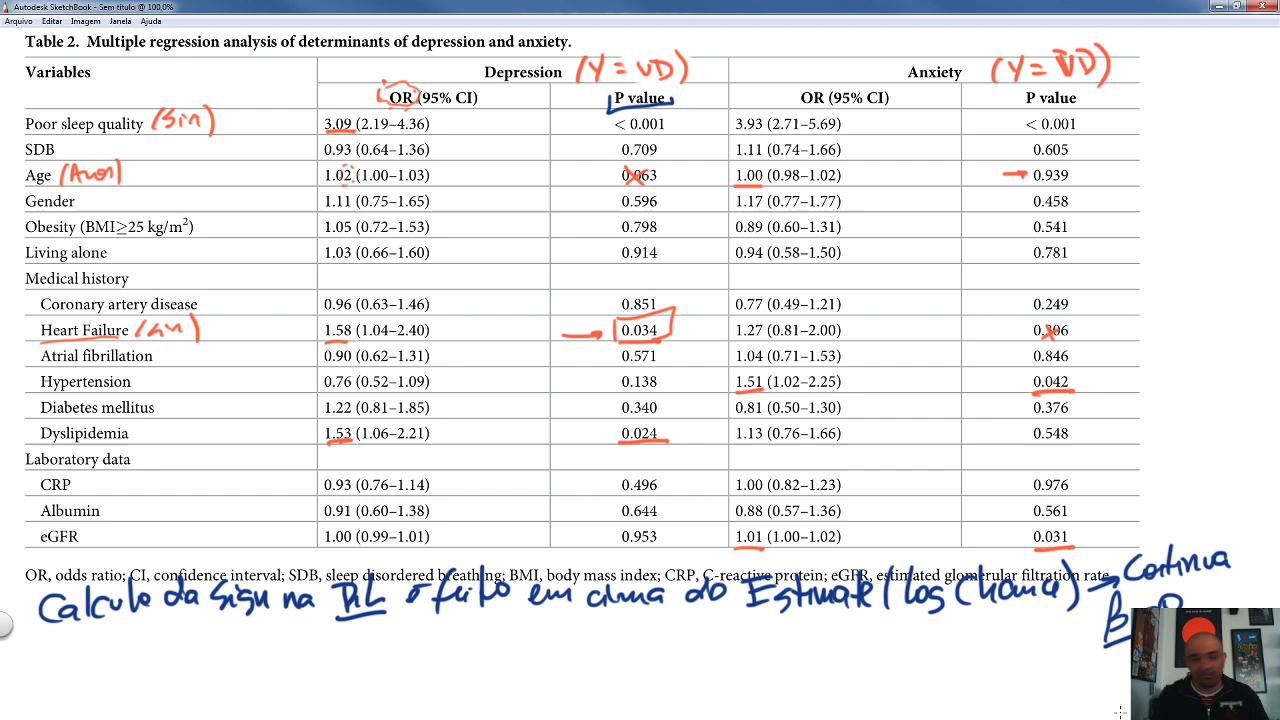 Autodesk SketchBook - Sem título @ 100,0%
Arquivo Editar Imagem Janela Ajuda
Table 2. Multiple regression analysis of determinants of depression and anxiety.
Variables Depression (Y = VD) Anxiety (Y = VD)
OR (95% CI) P value OR (95% CI) P value
Poor sleep quality (Sim) 3.09 (2.19–4.36) < 0.001 3.93 (2.71–5.69) < 0.001
SDB 0.93 (0.64–1.36) 0.709 1.11 (0.74–1.66) 0.605
Age (Anos) 1.02 (1.00–1.03) 0.063 1.00 (0.98–1.02) 0.939
Gender 1.11 (0.75–1.65) 0.596 1.17 (0.77–1.77) 0.458
Obesity (BMI≥25 kg/m²) 1.05 (0.72–1.53) 0.798 0.89 (0.60–1.31) 0.541
Living alone 1.03 (0.66–1.60) 0.914 0.94 (0.58–1.50) 0.781
Medical history
Coronary artery disease 0.96 (0.63–1.46) 0.851 0.77 (0.49–1.21) 0.249
Heart Failure (Sim) 1.58 (1.04–2.40) 0.034 1.27 (0.81–2.00)
Atrial fibrillation 0.90 (0.62–1.31) 0.571 1.04 (0.71–1.53) 0.846
Hypertension 0.76 (0.52–1.09) 0.138 1.51 (1.02–2.25) 0.042
Diabetes mellitus 1.22 (0.81–1.85) 0.340 0.81 (0.50–1.30) 0.376
Dyslipidemia 1.53 (1.06–2.21) 0.024 1.13 (0.76–1.66) 0.548
Laboratory data
CRP 0.93 (0.76–1.14) 0.496 1.00 (0.82–1.23) 0.976
Albumin 0.91 (0.60–1.38) 0.644 0.88 (0.57–1.36) 0.561
eGFR 1.00 (0.99–1.01) 0.953 1.01 (1.00–1.02) 0.031
OR, odds ratio; CI, confidence interval; SDB, sleep disordered breathing; BMI, body mass index; CRP, C-reactive protein; eGFR, estimated glomerular filtration rate
Calculo da sign na RL é feito em cima do Estimate (log Chance) → Continua
β